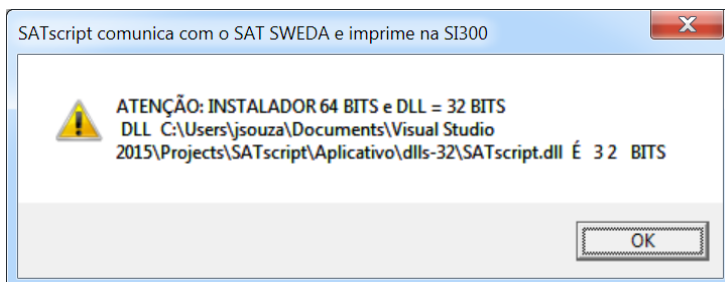 SATscript comunica com o SAT SWEDA e imprime na SI300
ATENÇÃO: INSTALADOR 64 BITS e DLL = 32 BITS
DLL C:\Users\jsouza\Documents\Visual Studio
2015\Projects\SATscript\Aplicativo\dlls-32\SATscript.dll É 3 2 BITS
OK